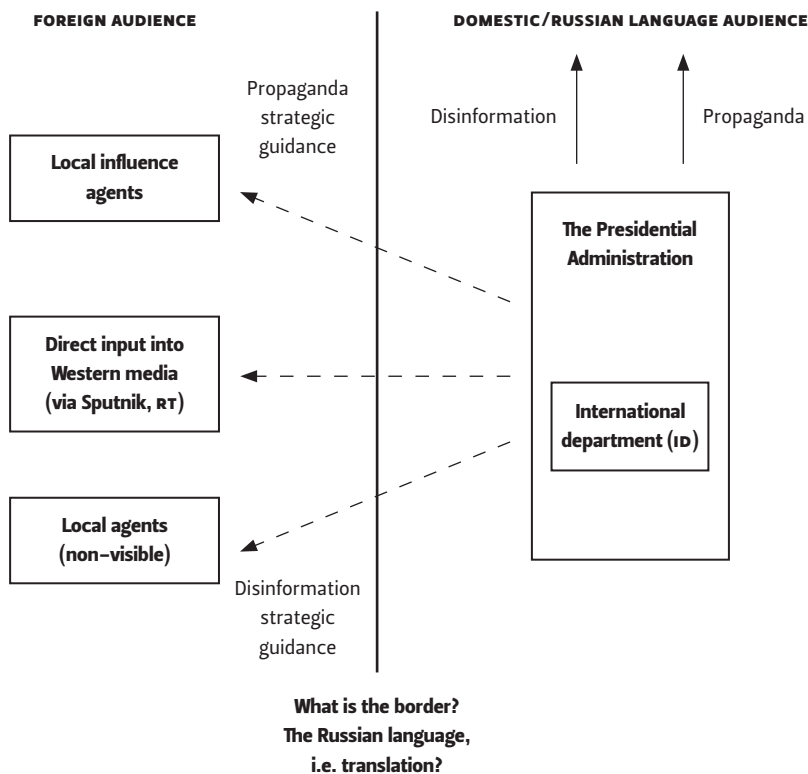 FOREIGN AUDIENCE
DOMESTIC/RUSSIAN LANGUAGE AUDIENCE
Propaganda
strategic
guidance
Disinformation
Propaganda
Local influence
agents
The Presidential
Administration
Direct input into
Western media
(via Sputnik, RT)
International
department (ID)
Local agents
(non-visible)
Disinformation
strategic
guidance
What is the border?
The Russian language,
i.e. translation?